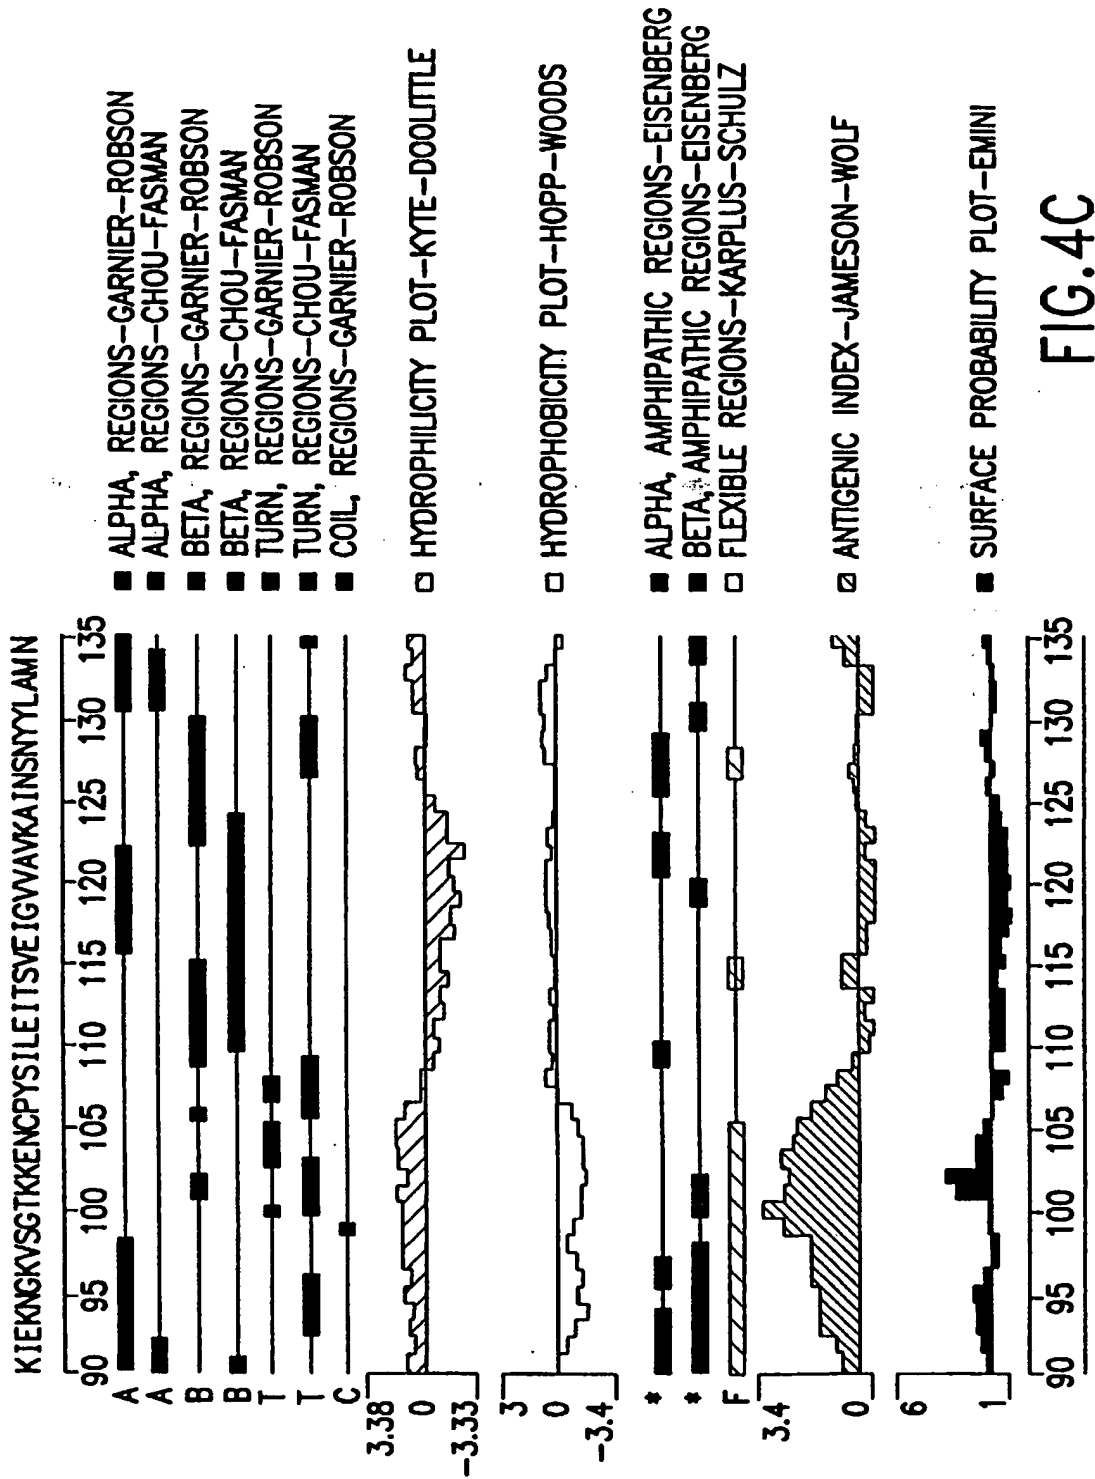 KIEKNGKVSGTKKENCPYSILEITSVEIGVVAVKAINSNYYLAMN
90 95 100 105 110 115 120 125 130 135
A ALPHA, REGIONS-GARNIER-ROBSON
A ALPHA, REGIONS-CHOU-FASMAN
B BETA, REGIONS-GARNIER-ROBSON
B BETA, REGIONS-CHOU-FASMAN
T TURN, REGIONS-GARNIER-ROBSON
T TURN, REGIONS-CHOU-FASMAN
C COIL, REGIONS-GARNIER-ROBSON
3.38
0 HYDROPHILICITY PLOT-KYTE-DOOLITTLE
-3.33
3
0 HYDROPHOBICITY PLOT-HOPP-WOODS
-3.4
* ALPHA, AMPHIPATHIC REGIONS-EISENBERG
* BETA, AMPHIPATHIC REGIONS-EISENBERG
F FLEXIBLE REGIONS-KARPLUS-SCHULZ
3.4
0 ANTIGENIC INDEX-JAMESON-WOLF
6
1 SURFACE PROBABILITY PLOT-EMINI
90 95 100 105 110 115 120 125 130 135
FIG.4C